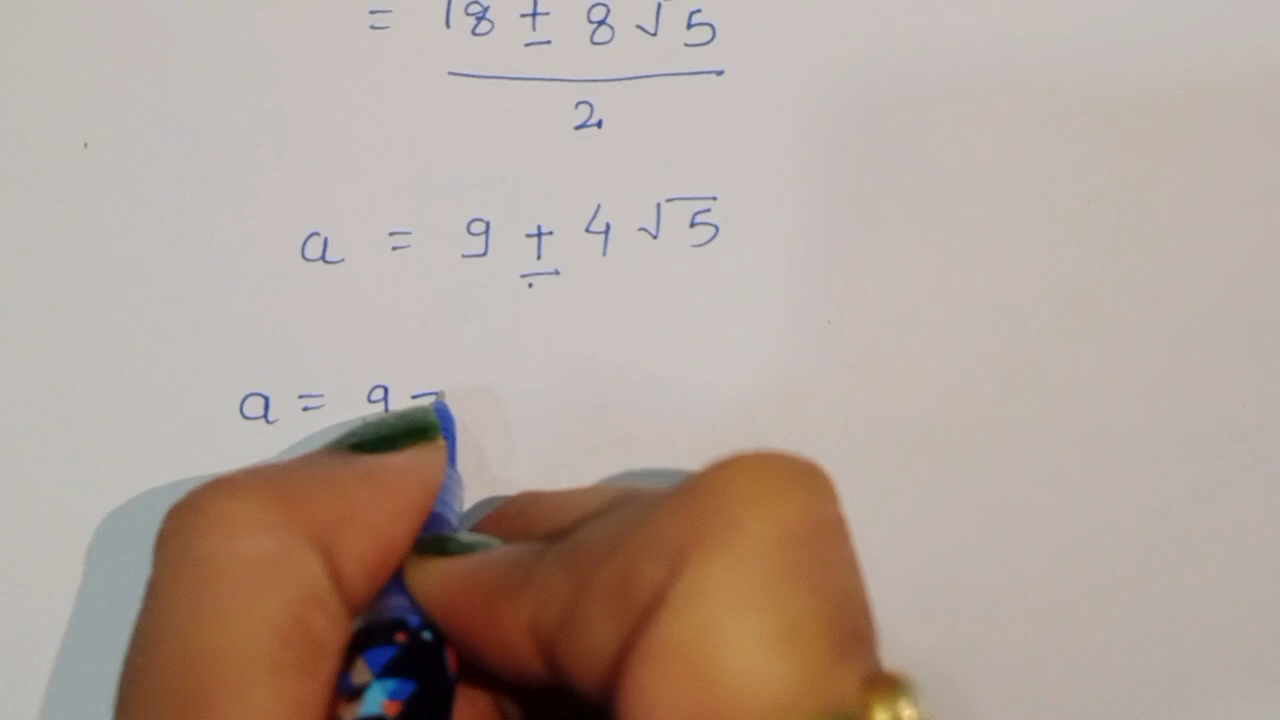 = 18 ± 8√5
2
a = 9 ± 4√5
a = 9 -